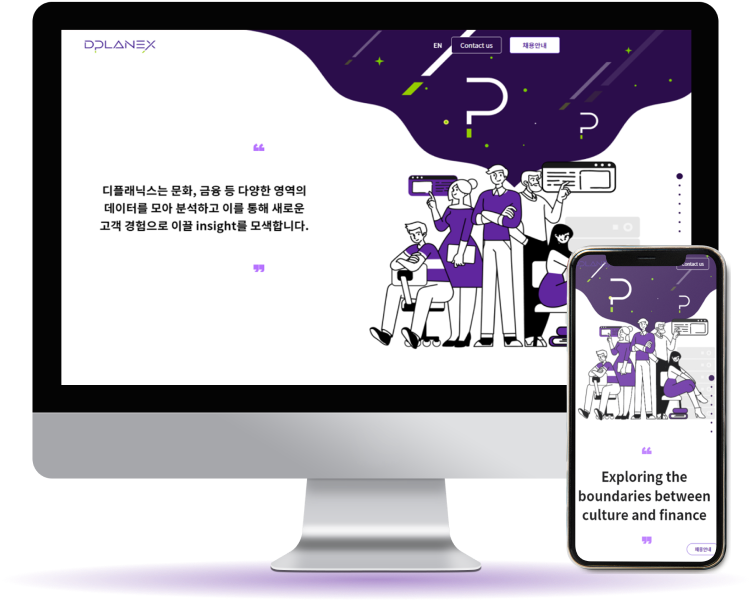 DPLANEX
EN
Contact us
채용안내
디플래닉스는 문화, 금융 등 다양한 영역의
데이터를 모아 분석하고 이를 통해 새로운
고객 경험으로 이끌 insight를 모색합니다.
Contact us
Exploring the
boundaries between
culture and finance
채용안내